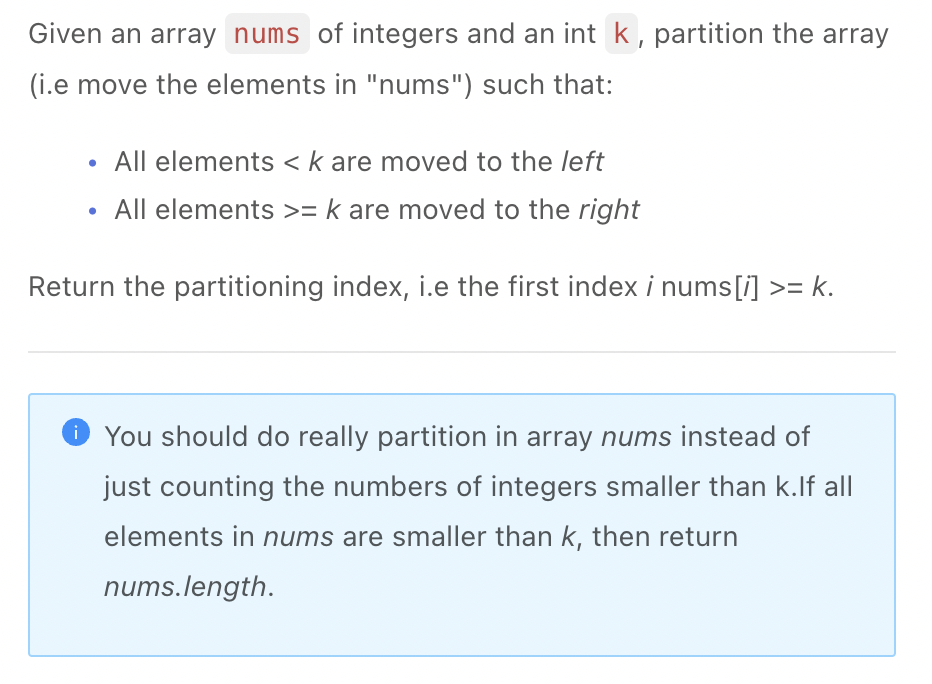 Given an array nums of integers and an int k, partition the array
(i.e move the elements in "nums") such that:
• All elements < k are moved to the left
• All elements >= k are moved to the right
Return the partitioning index, i.e the first index i nums[i] >= k.
i You should do really partition in array nums instead of
just counting the numbers of integers smaller than k.If all
elements in nums are smaller than k, then return
nums.length.